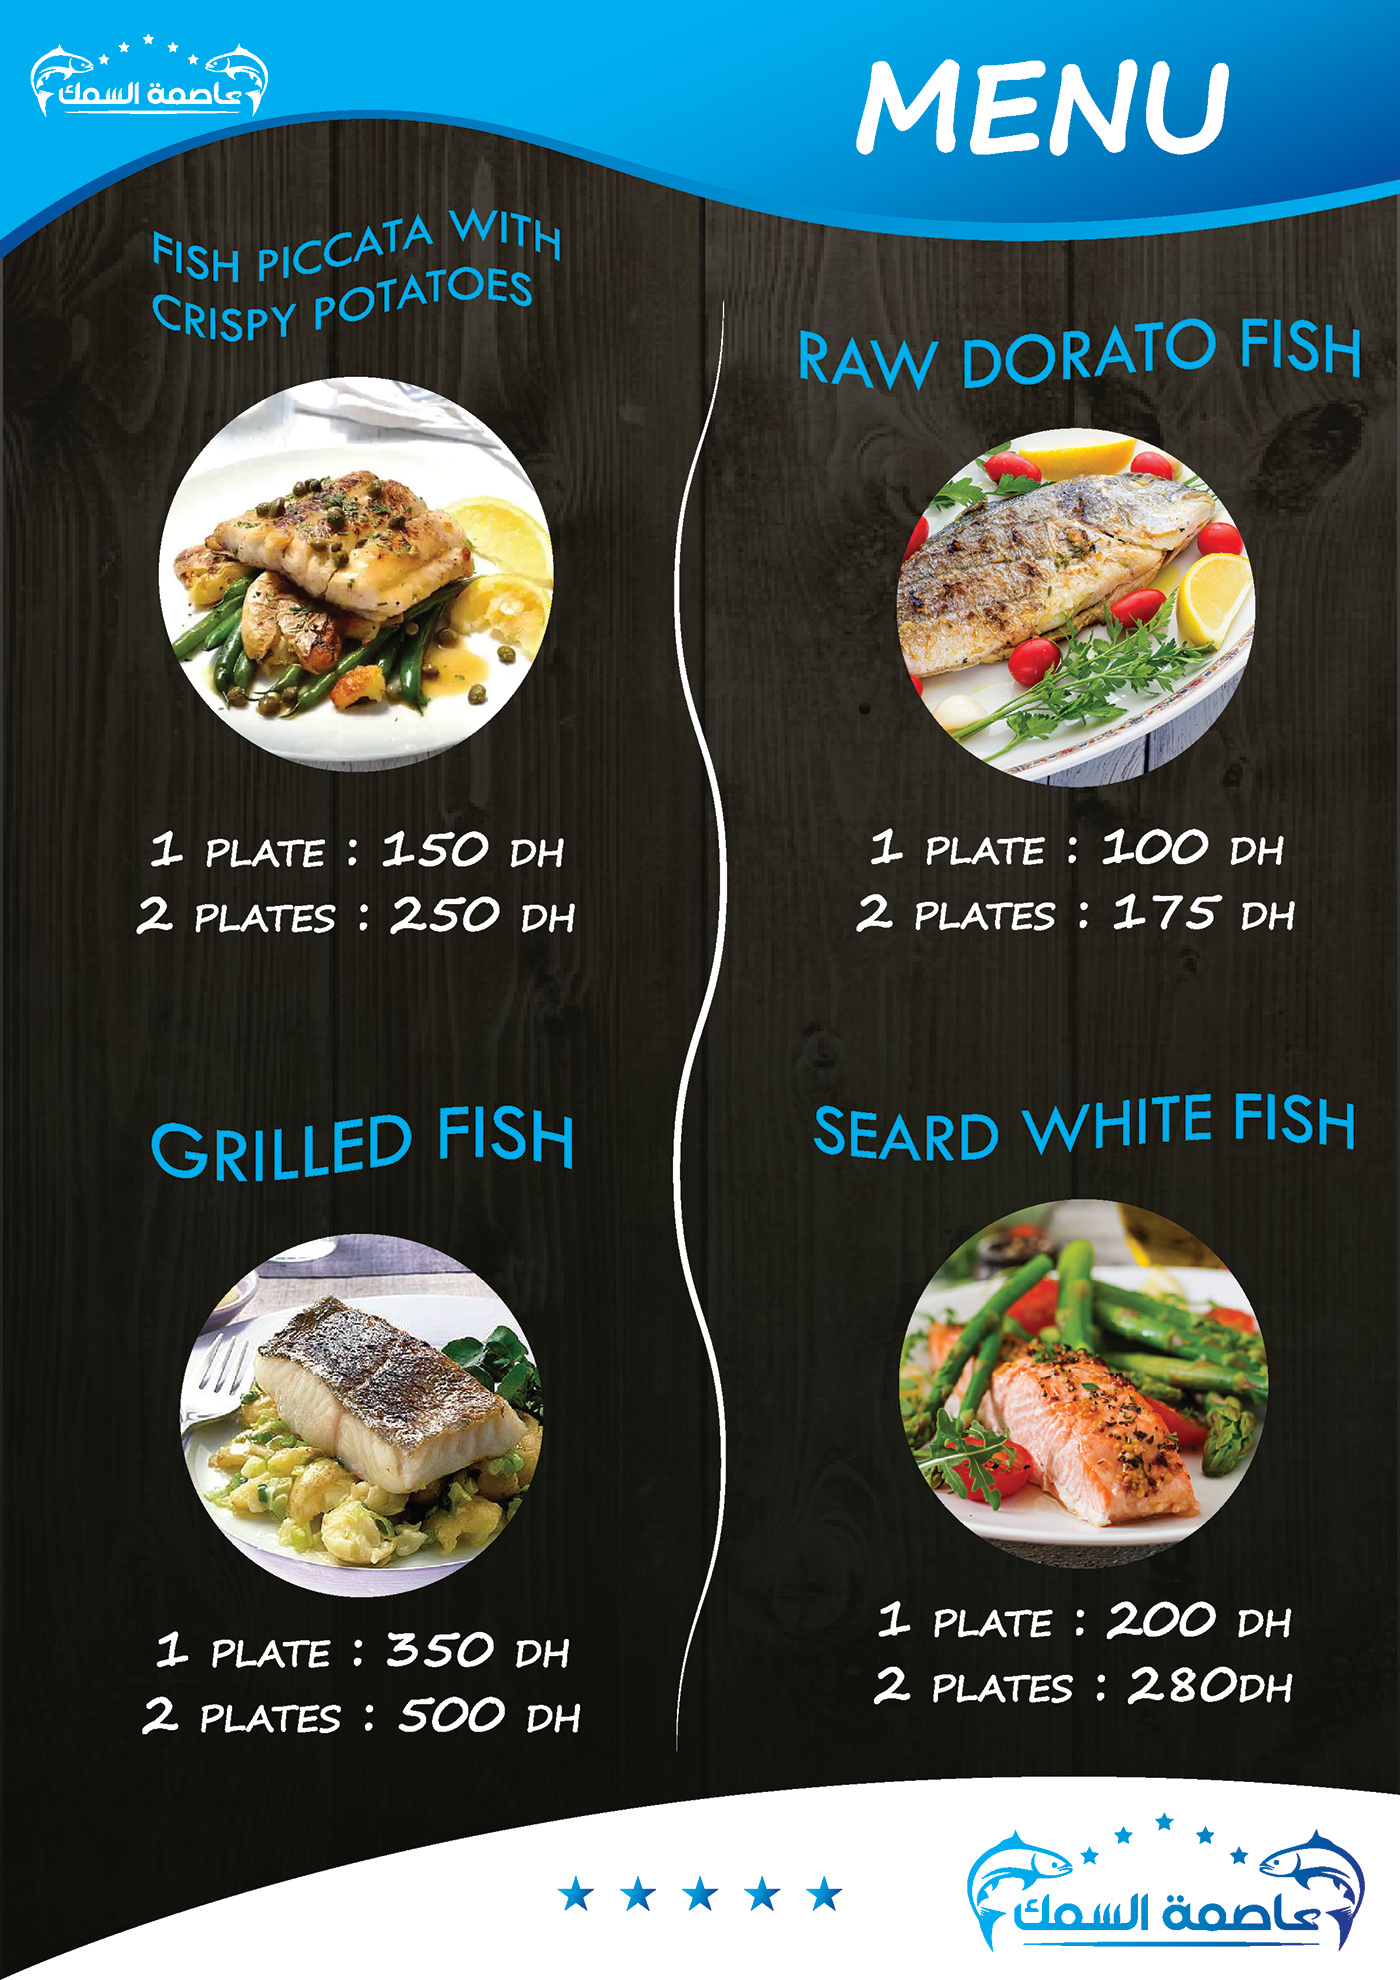 عاصمة السمك
MENU
FISH PICCATA WITH
CRISPY POTATOES
1 PLATE : 150 DH
2 PLATES : 250 DH
RAW DORATO FISH
1 PLATE : 100 DH
2 PLATES : 175 DH
GRILLED FISH
1 PLATE : 350 DH
2 PLATES : 500 DH
SEARD WHITE FISH
1 PLATE : 200 DH
2 PLATES : 280DH
عاصمة السمك